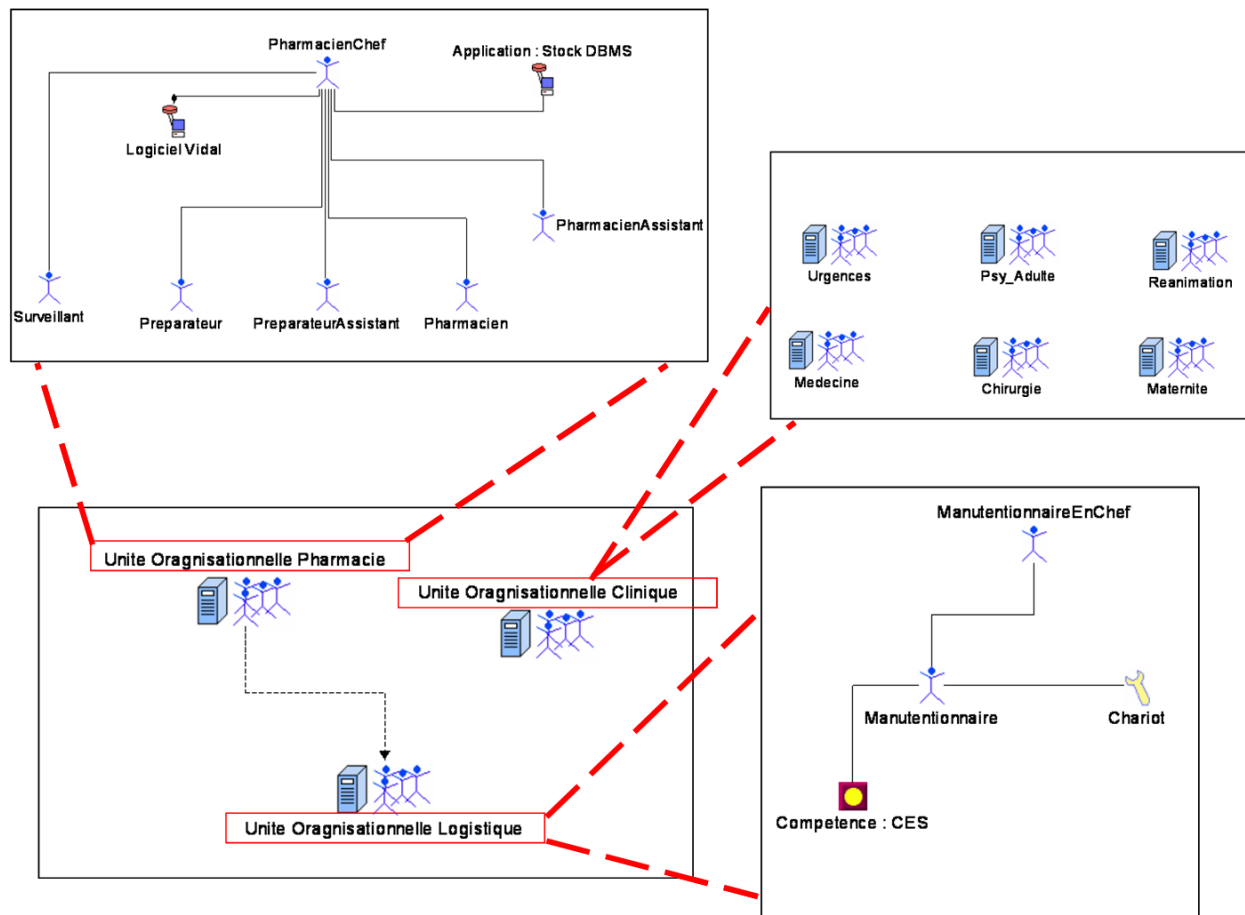 PharmacienChef
Application : Stock DBMS
Logiciel Vidal
PharmacienAssistant
Surveillant
Preparateur
PreparateurAssistant
Pharmacien
Urgences
Psy_Adulte
Reanimation
Medecine
Chirurgie
Maternite
Unite Oragnisationnelle Pharmacie
Unite Oragnisationnelle Clinique
Unite Oragnisationnelle Logistique
ManutentionnaireEnChef
Manutentionnaire
Chariot
Competence : CES